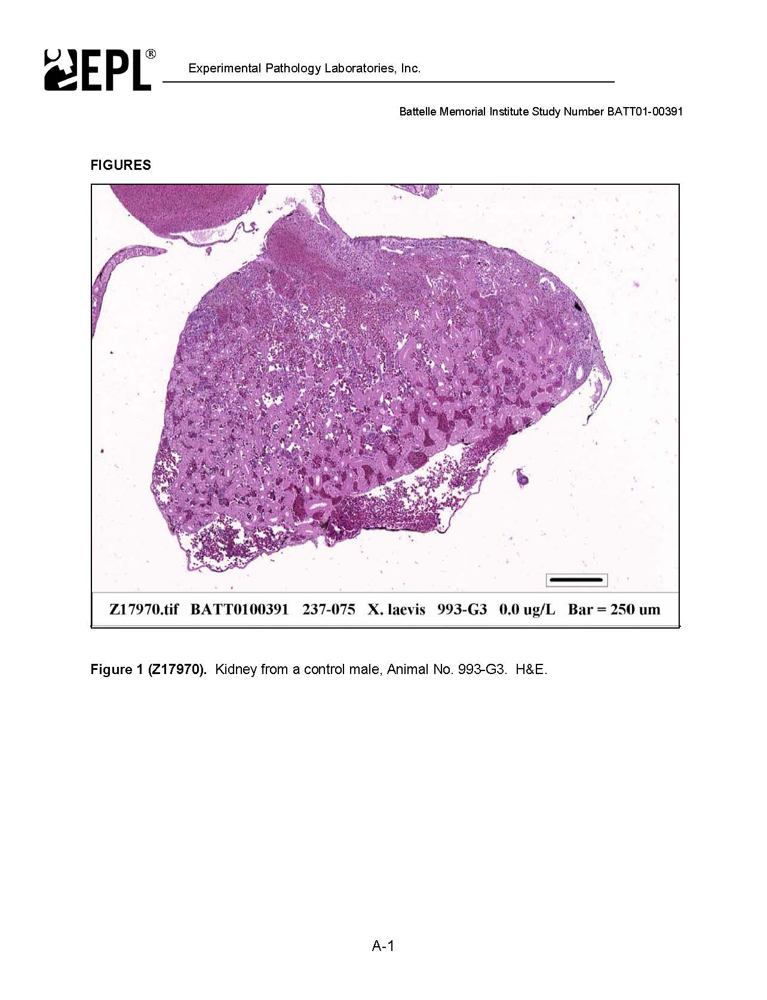 EPL®
Experimental Pathology Laboratories, Inc.
Battelle Memorial Institute Study Number BATT01-00391
FIGURES
Z17970.tif BATT0100391 237-075 X. laevis 993-G3 0.0 ug/L Bar = 250 um
Figure 1 (Z17970). Kidney from a control male, Animal No. 993-G3. H&E.
A-1